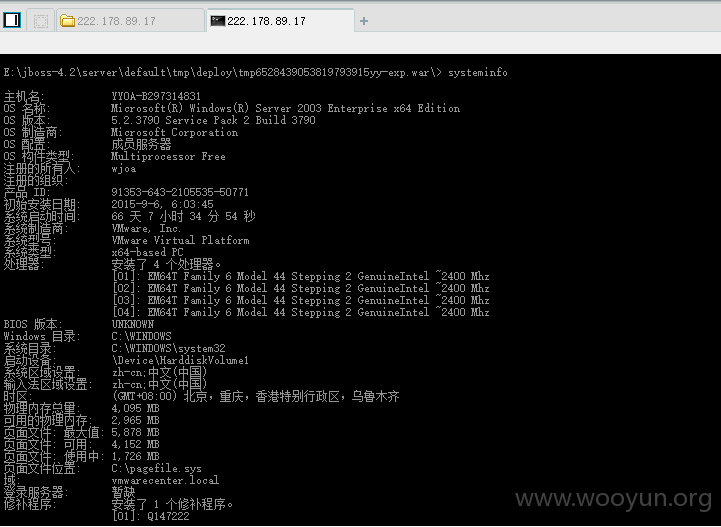 222.178.89.17
222.178.89.17
E:\jboss-4.2\server\default\tmp\deploy\tmp6528439053819793915yy-exp.war\> systeminfo
主机名: YYOA-B297314831
OS 名称: Microsoft(R) Windows(R) Server 2003 Enterprise x64 Edition
OS 版本: 5.2.3790 Service Pack 2 Build 3790
OS 制造商: Microsoft Corporation
OS 配置: 成员服务器
OS 构件类型: Multiprocessor Free
注册的所有人: wjoa
注册的组织:
产品 ID: 91353-643-2105535-50771
初始安装日期: 2015-9-6, 6:03:45
系统启动时间: 66 天 7 小时 34 分 54 秒
系统制造商: VMware, Inc.
系统型号: VMware Virtual Platform
系统类型: x64-based PC
处理器: 安装了 4 个处理器。
[01]: EM64T Family 6 Model 44 Stepping 2 GenuineIntel ~2400 Mhz
[02]: EM64T Family 6 Model 44 Stepping 2 GenuineIntel ~2400 Mhz
[03]: EM64T Family 6 Model 44 Stepping 2 GenuineIntel ~2400 Mhz
[04]: EM64T Family 6 Model 44 Stepping 2 GenuineIntel ~2400 Mhz
BIOS 版本: UNKNOWN
Windows 目录: C:\WINDOWS
系统目录: C:\WINDOWS\system32
启动设备: \Device\HarddiskVolume1
系统区域设置: zh-cn;中文(中国)
输入法区域设置: zh-cn;中文(中国)
时区: (GMT+08:00) 北京，重庆，香港特别行政区，乌鲁木齐
物理内存总量: 4,095 MB
可用的物理内存: 2,965 MB
页面文件: 最大值: 5,878 MB
页面文件: 可用: 4,152 MB
页面文件: 使用中: 1,726 MB
页面文件位置: C:\pagefile.sys
域: vmwarecenter.local
登录服务器: 暂缺
修补程序: 安装了 1 个修补程序。
[01]: Q147222
www.wooyun.org